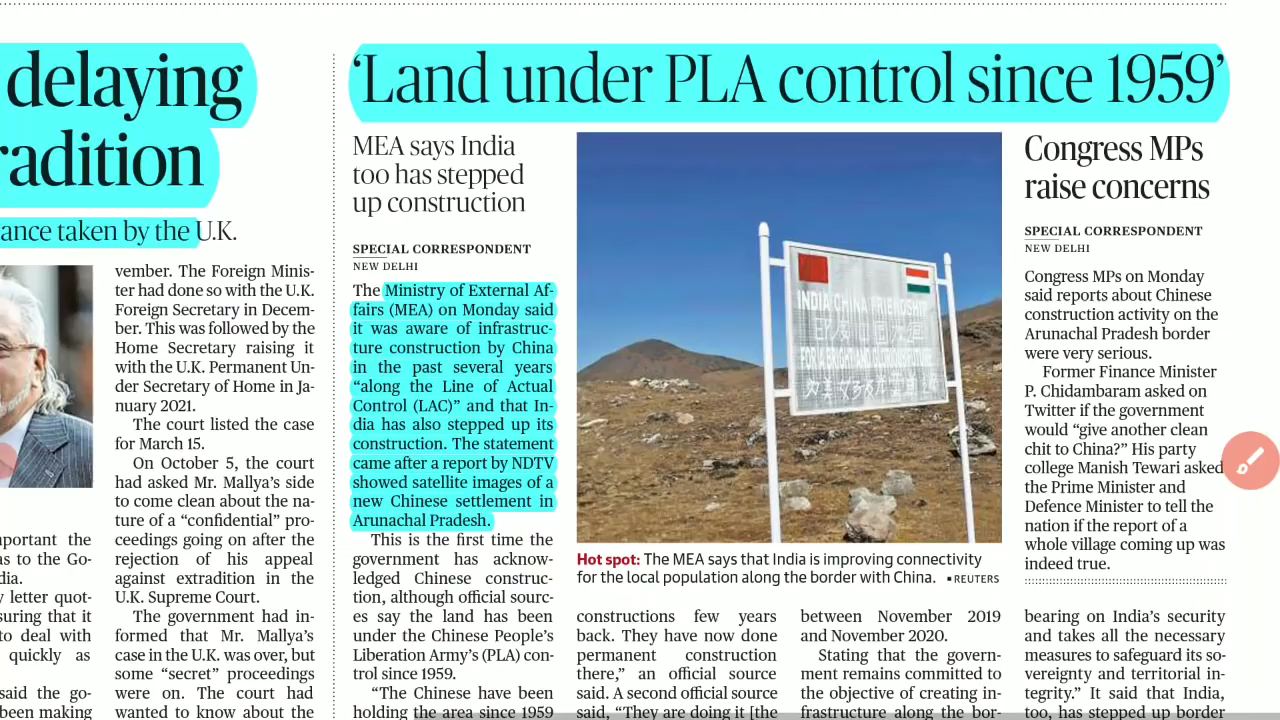 delaying
radition
ance taken by the U.K.
mportant the
as to the Go-
dia.
y letter quot-
suring that it
to deal with
quickly as
said the go-
been making
vember. The Foreign Minis-
ter had done so with the U.K.
Foreign Secretary in Decem-
ber. This was followed by the
Home Secretary raising it
with the U.K. Permanent Un-
der Secretary of Home in Ja-
nuary 2021.
The court listed the case
for March 15.
On October 5, the court
had asked Mr. Mallya’s side
to come clean about the na-
ture of a “confidential” pro-
ceedings going on after the
rejection of his appeal
against extradition in the
U.K. Supreme Court.
The government had in-
formed that Mr. Mallya’s
case in the U.K. was over, but
some “secret” proceedings
were on. The court had
wanted to know about the
‘Land under PLA control since 1959’
MEA says India
too has stepped
up construction
SPECIAL CORRESPONDENT
NEW DELHI
The Ministry of External Af-
fairs (MEA) on Monday said
it was aware of infrastruc-
ture construction by China
in the past several years
“along the Line of Actual
Control (LAC)” and that In-
dia has also stepped up its
construction. The statement
came after a report by NDTV
showed satellite images of a
new Chinese settlement in
Arunachal Pradesh.
This is the first time the
government has acknow-
ledged Chinese construc-
tion, although official sourc-
es say the land has been
under the Chinese People’s
Liberation Army’s (PLA) con-
trol since 1959.
“The Chinese have been
holding the area since 1959
INDIA CHINA FRIENDSHIP
Hot spot: The MEA says that India is improving connectivity
for the local population along the border with China. ▪ REUTERS
constructions few years
back. They have now done
permanent construction
there,” an official source
said. A second official source
said, “They are doing it [the
between November 2019
and November 2020.
Stating that the govern-
ment remains committed to
the objective of creating in-
frastructure along the bor-
Congress MPs
raise concerns
SPECIAL CORRESPONDENT
NEW DELHI
Congress MPs on Monday
said reports about Chinese
construction activity on the
Arunachal Pradesh border
were very serious.
Former Finance Minister
P. Chidambaram asked on
Twitter if the government
would “give another clean
chit to China?” His party
college Manish Tewari asked
the Prime Minister and
Defence Minister to tell the
nation if the report of a
whole village coming up was
indeed true.
bearing on India’s security
and takes all the necessary
measures to safeguard its so-
vereignty and territorial in-
tegrity.” It said that India,
too, has stepped up border